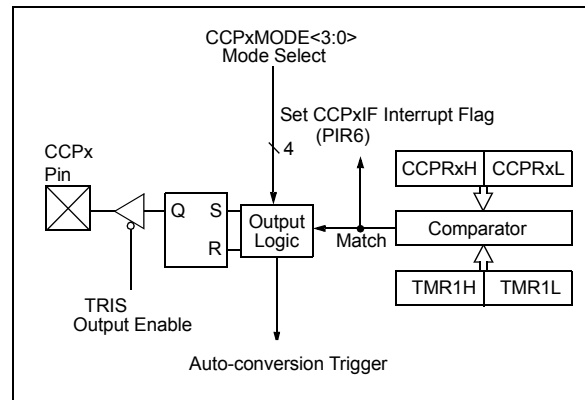 CCPxMODE<3:0>
Mode Select
Set CCPxIF Interrupt Flag
(PIR6)
4
CCPx
Pin
CCPRxH CCPRxL
Q S
R
Output
Logic
Match
Comparator
TMR1H TMR1L
TRIS
Output Enable
Auto-conversion Trigger